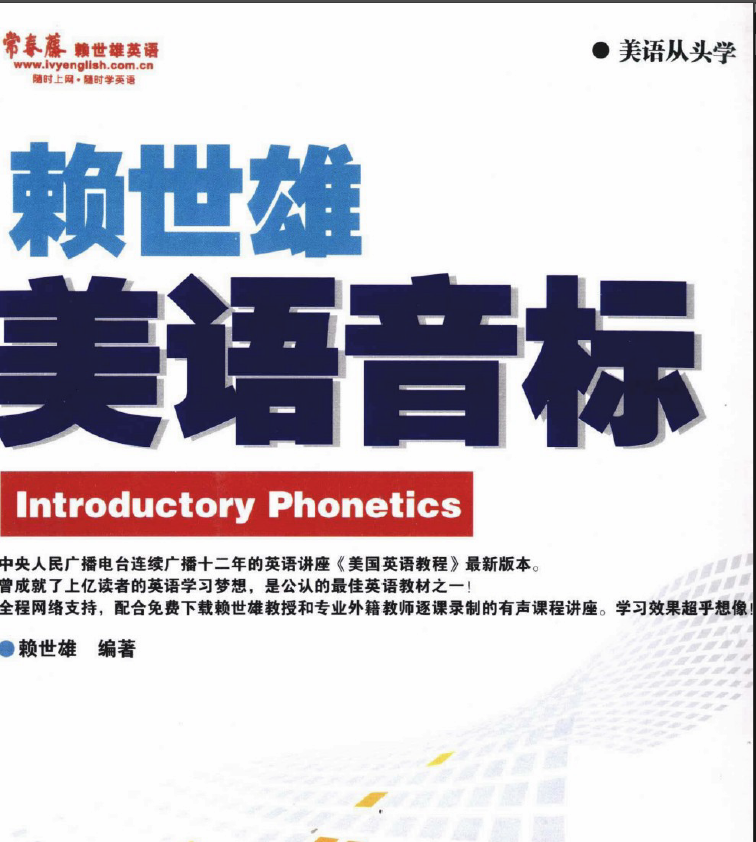 常春藤 赖世雄英语
www.ivyenglish.com.cn
随时上网·随时学英语
● 美语从头学
赖世雄
美语音标
Introductory Phonetics
中央人民广播电台连续广播十二年的英语讲座《美国英语教程》最新版本。
曾成就了上亿读者的英语学习梦想，是公认的最佳英语教材之一！
全程网络支持，配合免费下载赖世雄教授和专业外籍教师逐课录制的有声课程讲座。学习效果超乎想像！
●赖世雄 编著